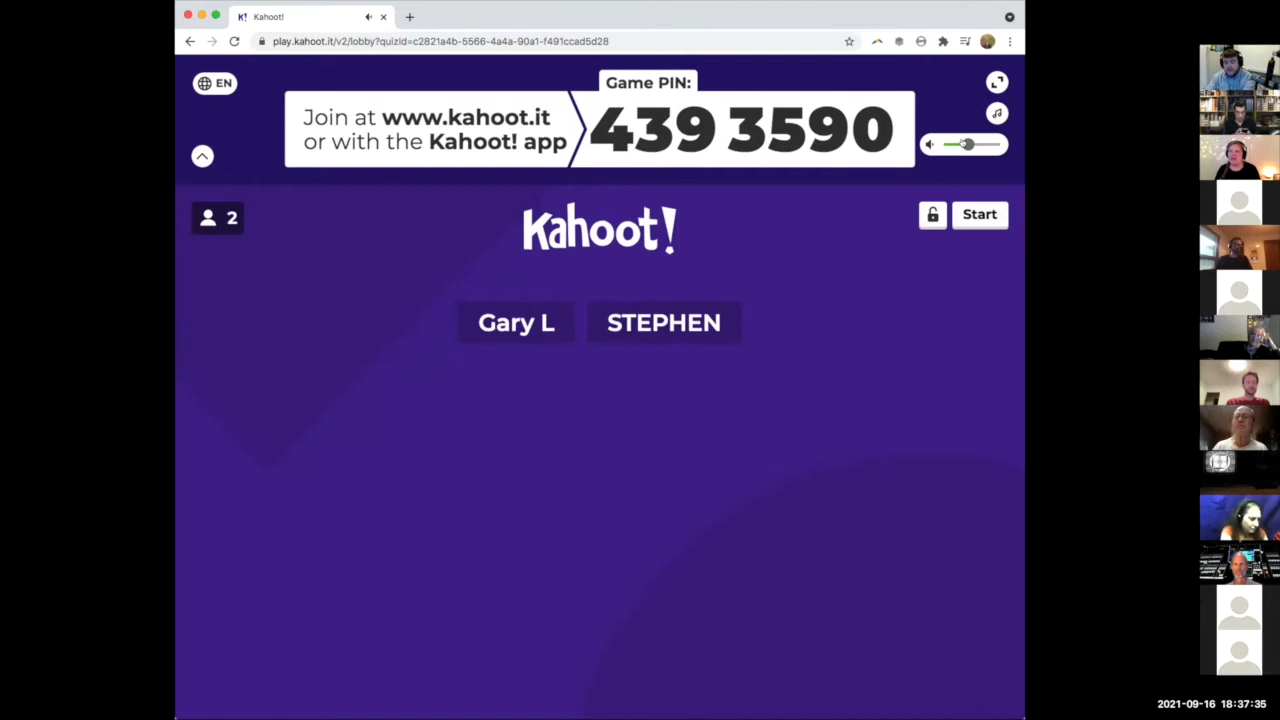 Kahoot!
play.kahoot.it/v2/lobby?quizId=c2821a4b-5566-4a4a-90a1-f491ccad5d28
EN
Game PIN:
Join at www.kahoot.it
or with the Kahoot! app
439 3590
2
Kahoot!
Start
Gary L
STEPHEN
2021-09-16 18:37:35